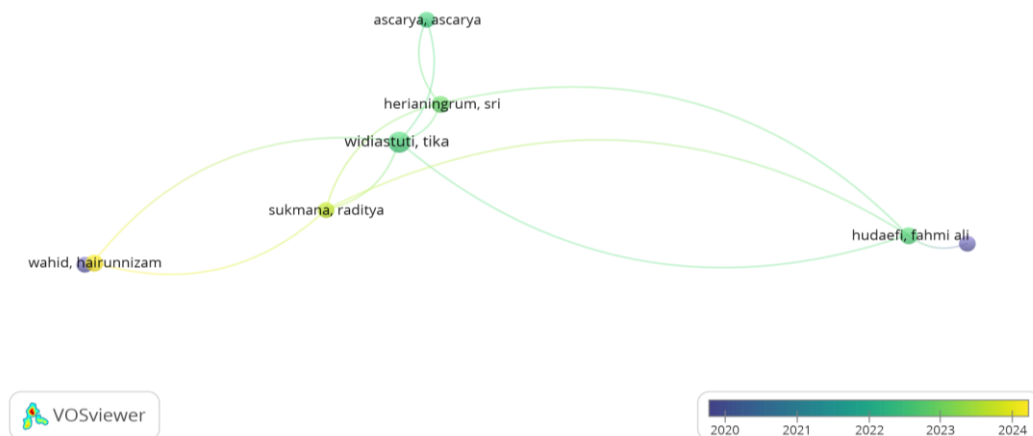 ascarya, ascarya
herianingrum, sri
widiastuti, tika
sukmana, raditya
hudaefi, fahmi ali
wahid, hairunnizam
VOSviewer
2020 2021 2022 2023 2024